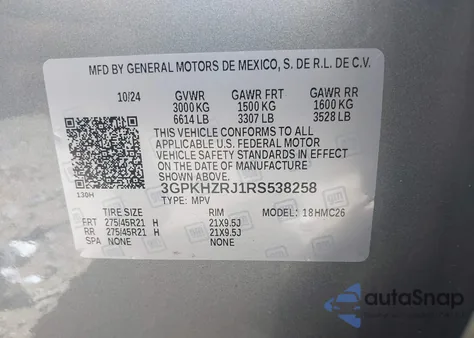 MFD BY GENERAL MOTORS DE MEXICO, S. DE R.L. DE C.V.
10/24 GVWR GAWR FRT GAWR RR
3000 KG 1500 KG 1600 KG
6614 LB 3307 LB 3528 LB
THIS VEHICLE CONFORMS TO ALL
APPLICABLE U.S. FEDERAL MOTOR
VEHICLE SAFETY STANDARDS IN EFFECT
ON THE DATE OF MANUFACTURE
SHOWN ABOVE.
3GPKHZRJ1RS538258
130H TYPE: MPV
TIRE SIZE RIM MODEL: 18HMC26
FRT 275/45R21 H 21X9.5J
RR 275/45R21 H 21X9.5J
SPA NONE NONE
autoSnap